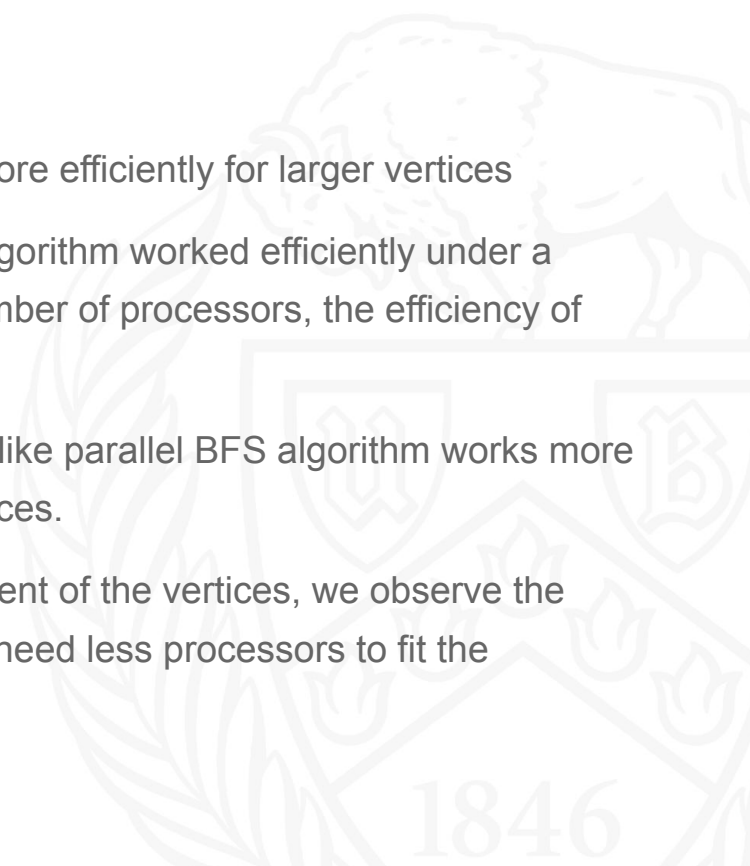 ore efficiently for larger vertices
gorithm worked efficiently under a
mber of processors, the efficiency of
like parallel BFS algorithm works more
ces.
ent of the vertices, we observe the
need less processors to fit the
U B
1846